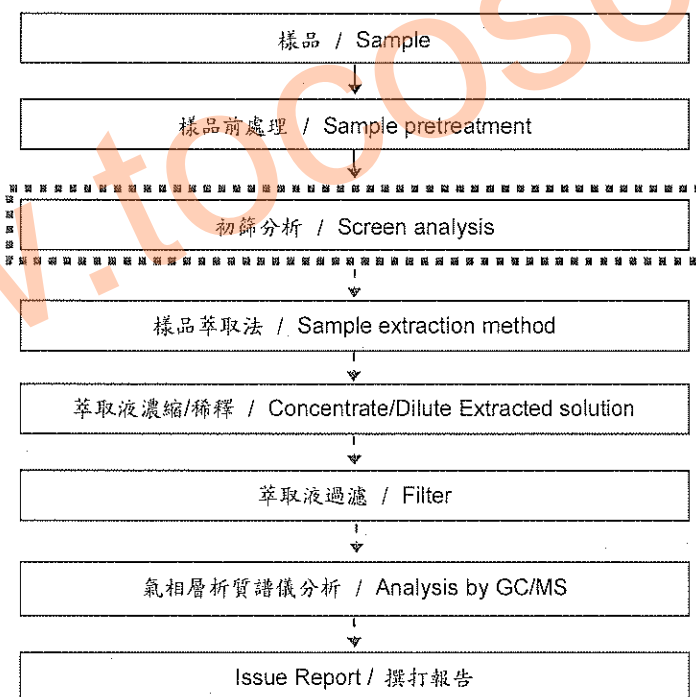 樣品 / Sample
樣品前處理 / Sample pretreatment
初篩分析 / Screen analysis
樣品萃取法 / Sample extraction method
萃取液濃縮/稀釋 / Concentrate/Dilute Extracted solution
萃取液過濾 / Filter
氣相層析質譜儀分析 / Analysis by GC/MS
Issue Report / 撰打報告